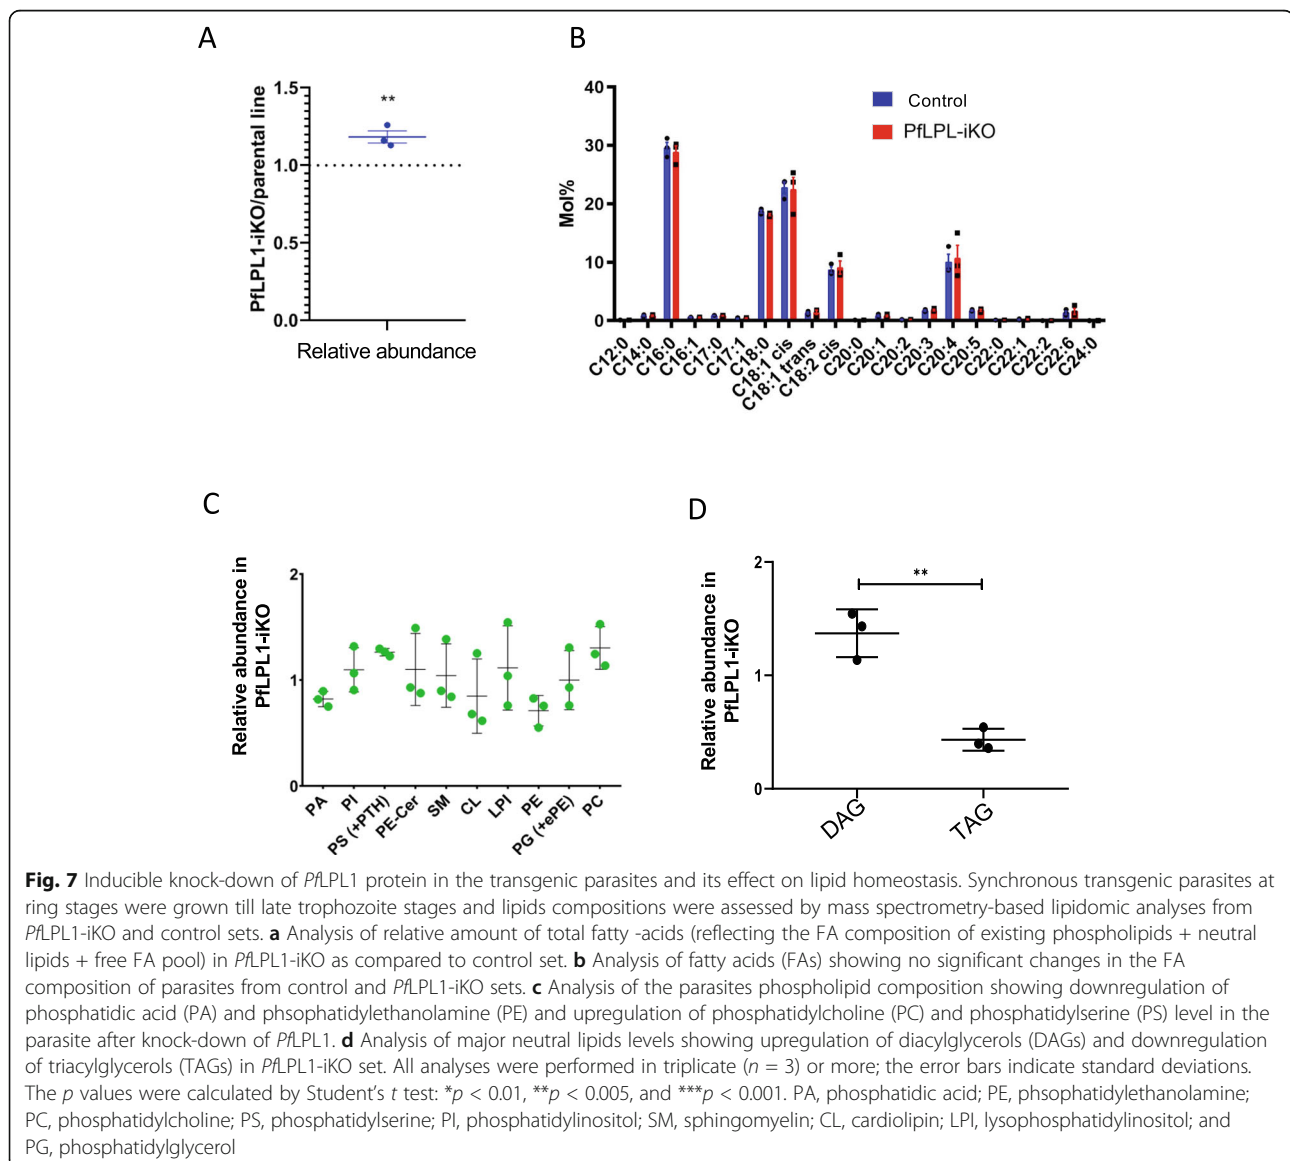 A
PfLPL1-iKO/parental line
1.5
1.0
0.5
0.0
**
Relative abundance
B
Mol%
40
30
20
10
0
Control
PfLPL-iKO
C12:0
C14:0
C16:0
C16:1
C17:0
C17:1
C18:0
C18:1 cis
C18:1 trans
C18:2 cis
C20:0
C20:1
C20:2
C20:3
C20:4
C20:5
C22:0
C22:1
C22:2
C22:6
C24:0
C
Relative abundance in
PfLPL1-iKO
2
1
0
PA
PI
PS (+PTH)
PE-Cer
SM
CL
LPI
PE
PG (+ePE)
PC
D
Relative abundance in
PfLPL1-iKO
2
1
0
**
DAG
TAG
Fig. 7 Inducible knock-down of PfLPL1 protein in the transgenic parasites and its effect on lipid homeostasis. Synchronous transgenic parasites at
ring stages were grown till late trophozoite stages and lipids compositions were assessed by mass spectrometry-based lipidomic analyses from
PfLPL1-iKO and control sets. a Analysis of relative amount of total fatty -acids (reflecting the FA composition of existing phospholipids + neutral
lipids + free FA pool) in PfLPL1-iKO as compared to control set. b Analysis of fatty acids (FAs) showing no significant changes in the FA
composition of parasites from control and PfLPL1-iKO sets. c Analysis of the parasites phospholipid composition showing downregulation of
phosphatidic acid (PA) and phsophatidylethanolamine (PE) and upregulation of phosphatidylcholine (PC) and phosphatidylserine (PS) level in the
parasite after knock-down of PfLPL1. d Analysis of major neutral lipids levels showing upregulation of diacylglycerols (DAGs) and downregulation
of triacylglycerols (TAGs) in PfLPL1-iKO set. All analyses were performed in triplicate (n = 3) or more; the error bars indicate standard deviations.
The p values were calculated by Student's t test: *p < 0.01, **p < 0.005, and ***p < 0.001. PA, phosphatidic acid; PE, phsophatidylethanolamine;
PC, phosphatidylcholine; PS, phosphatidylserine; PI, phosphatidylinositol; SM, sphingomyelin; CL, cardiolipin; LPI, lysophosphatidylinositol; and
PG, phosphatidylglycerol